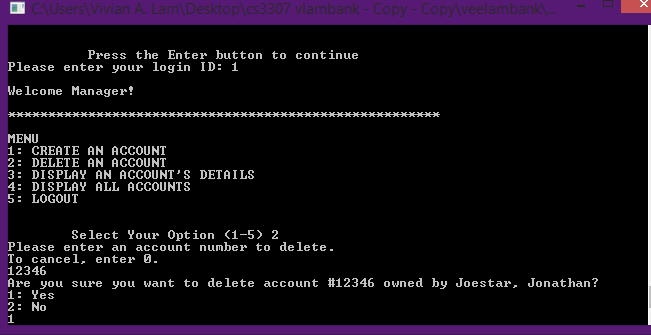 C:\Users\Vivian A. Lam\Desktop\cs3307 vlambank - Copy - Copy\veelambank\...
Press the Enter button to continue
Please enter your login ID: 1
Welcome Manager!
******************************************************
MENU
1: CREATE AN ACCOUNT
2: DELETE AN ACCOUNT
3: DISPLAY AN ACCOUNT'S DETAILS
4: DISPLAY ALL ACCOUNTS
5: LOGOUT
Select Your Option (1-5) 2
Please enter an account number to delete.
To cancel, enter 0.
12346
Are you sure you want to delete account #12346 owned by Joestar, Jonathan?
1: Yes
2: No
1